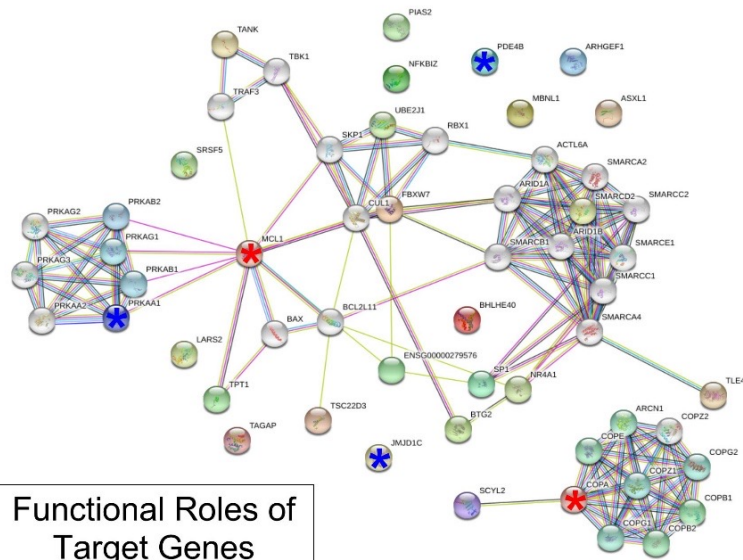 PIAS2
TANK
PDE4B
ARHGEF1
TBK1
NFKBIZ
TRAF3
UBE2J1
MBNL1
ASXL1
SKP1
RBX1
ACTL6A
SRSF5
SMARCA2
ARID1A
SMARCD2
SMARCC2
FBXW7
CUL1
PRKAG2
PRKAB2
ARID1B
MCL1
SMARCB1
SMARCE1
PRKAG1
PRKAG3
PRKAB1
SMARCC1
PRKAA2
PRKAA1
BAX
BCL2L11
BHLHE40
SMARCA4
LARS2
ENSG00000279576
SP1
NR4A1
TPT1
TLE4
TSC22D3
BTG2
ARCN1
COPZ2
TAGAP
JMJD1C
COPE
COPG2
COPZ1
SCYL2
COPA
COPB1
COPG1
COPB2
Functional Roles of
Target Genes